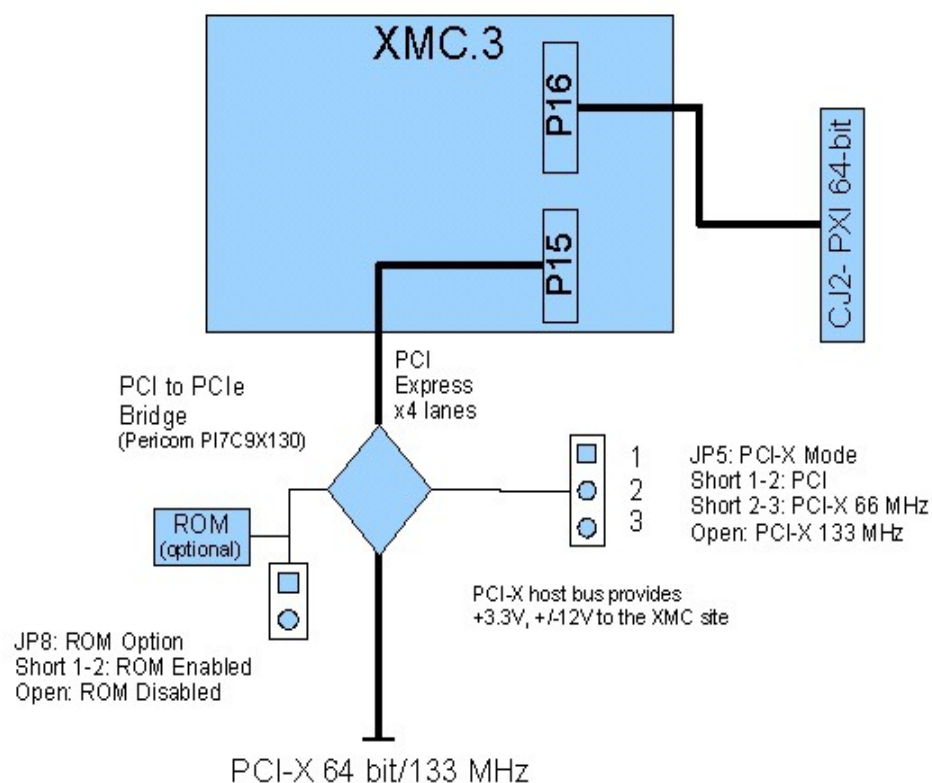 XMC.3
P16
CJ2- PXI 64-bit
P15
PCI to PCIe
Bridge
(Pericom PI7C9X130)
PCI
Express
x4 lanes
1
2
3
JP5: PCI-X Mode
Short 1-2: PCI
Short 2-3: PCI-X 66 MHz
Open: PCI-X 133 MHz
ROM
(optional)
PCI-X host bus provides
+3.3V, +/-12V to the XMC site
JP8: ROM Option
Short 1-2: ROM Enabled
Open: ROM Disabled
PCI-X 64 bit/133 MHz